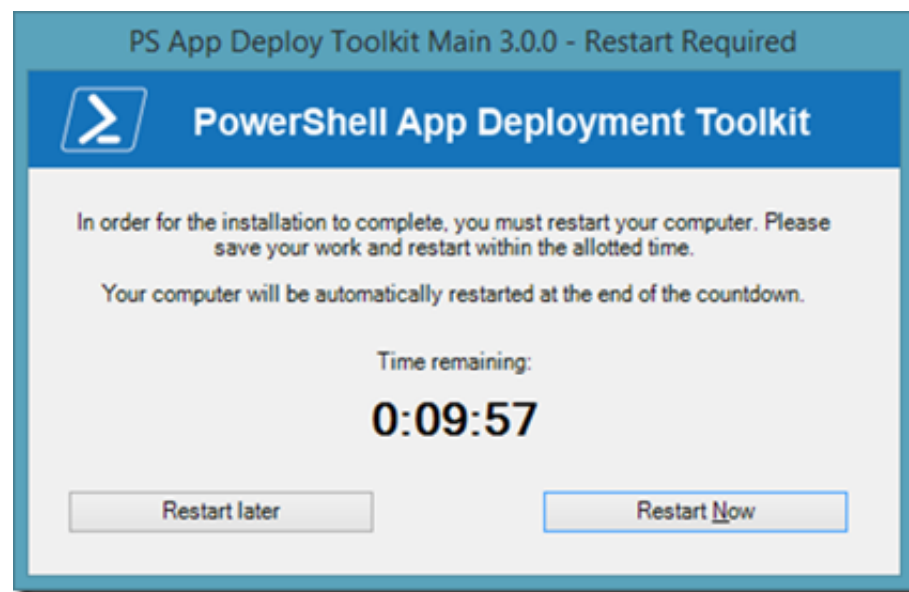 PS App Deploy Toolkit Main 3.0.0 - Restart Required
PowerShell App Deployment Toolkit
In order for the installation to complete, you must restart your computer. Please
save your work and restart within the allotted time.
Your computer will be automatically restarted at the end of the countdown.
Time remaining:
0:09:57
Restart later
Restart Now